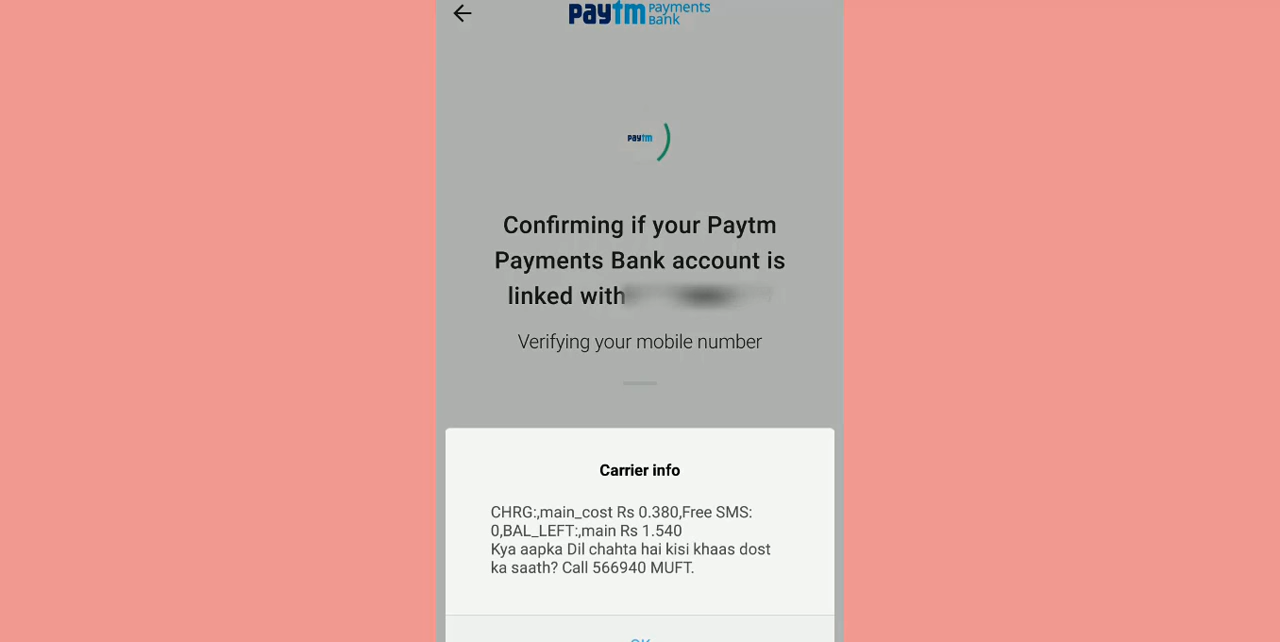 paytm Payments
Bank
paytm
Confirming if your Paytm
Payments Bank account is
linked with
Verifying your mobile number
Carrier info
CHRG:,main_cost Rs 0.380,Free SMS:
0,BAL_LEFT:,main Rs 1.540
Kya aapka Dil chahta hai kisi khaas dost
ka saath? Call 566940 MUFT.
OK